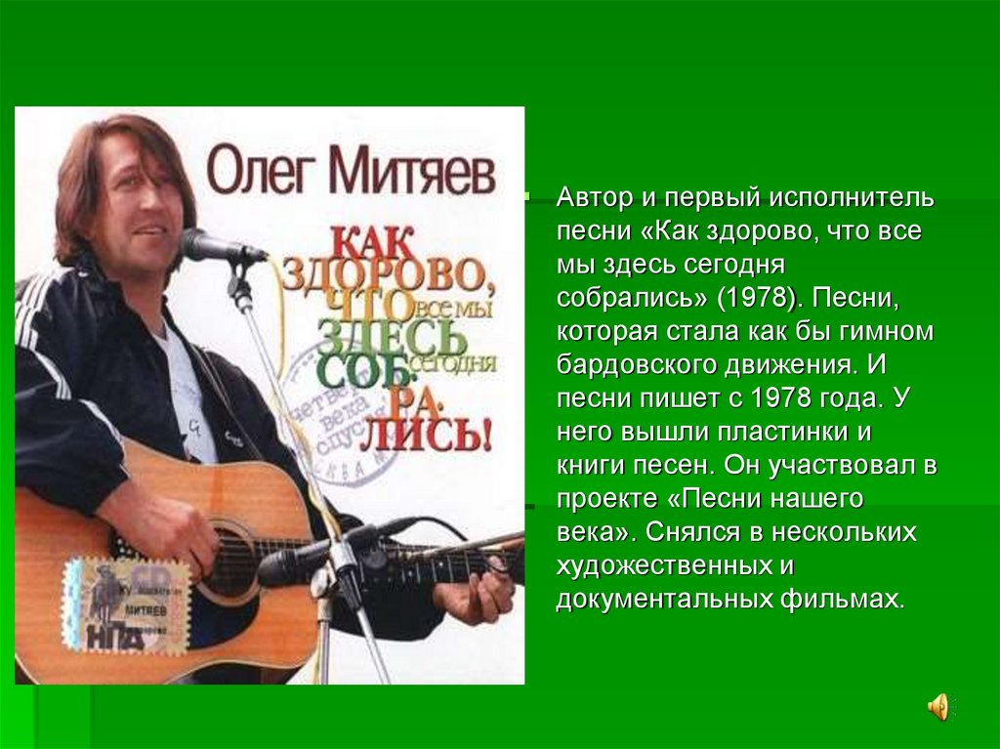 Олег Митяев
КАК
ЗДОРОВО,
ЧТО все мы
ЗДЕСЬ
сегодня
СОБ-
РА-
ЛИСЬ!
века
спустя
МИТЯЕВ
НПД
Автор и первый исполнитель
песни «Как здорово, что все
мы здесь сегодня
собрались» (1978). Песни,
которая стала как бы гимном
бардовского движения. И
песни пишет с 1978 года. У
него вышли пластинки и
книги песен. Он участвовал в
проекте «Песни нашего
века». Снялся в нескольких
художественных и
документальных фильмах.